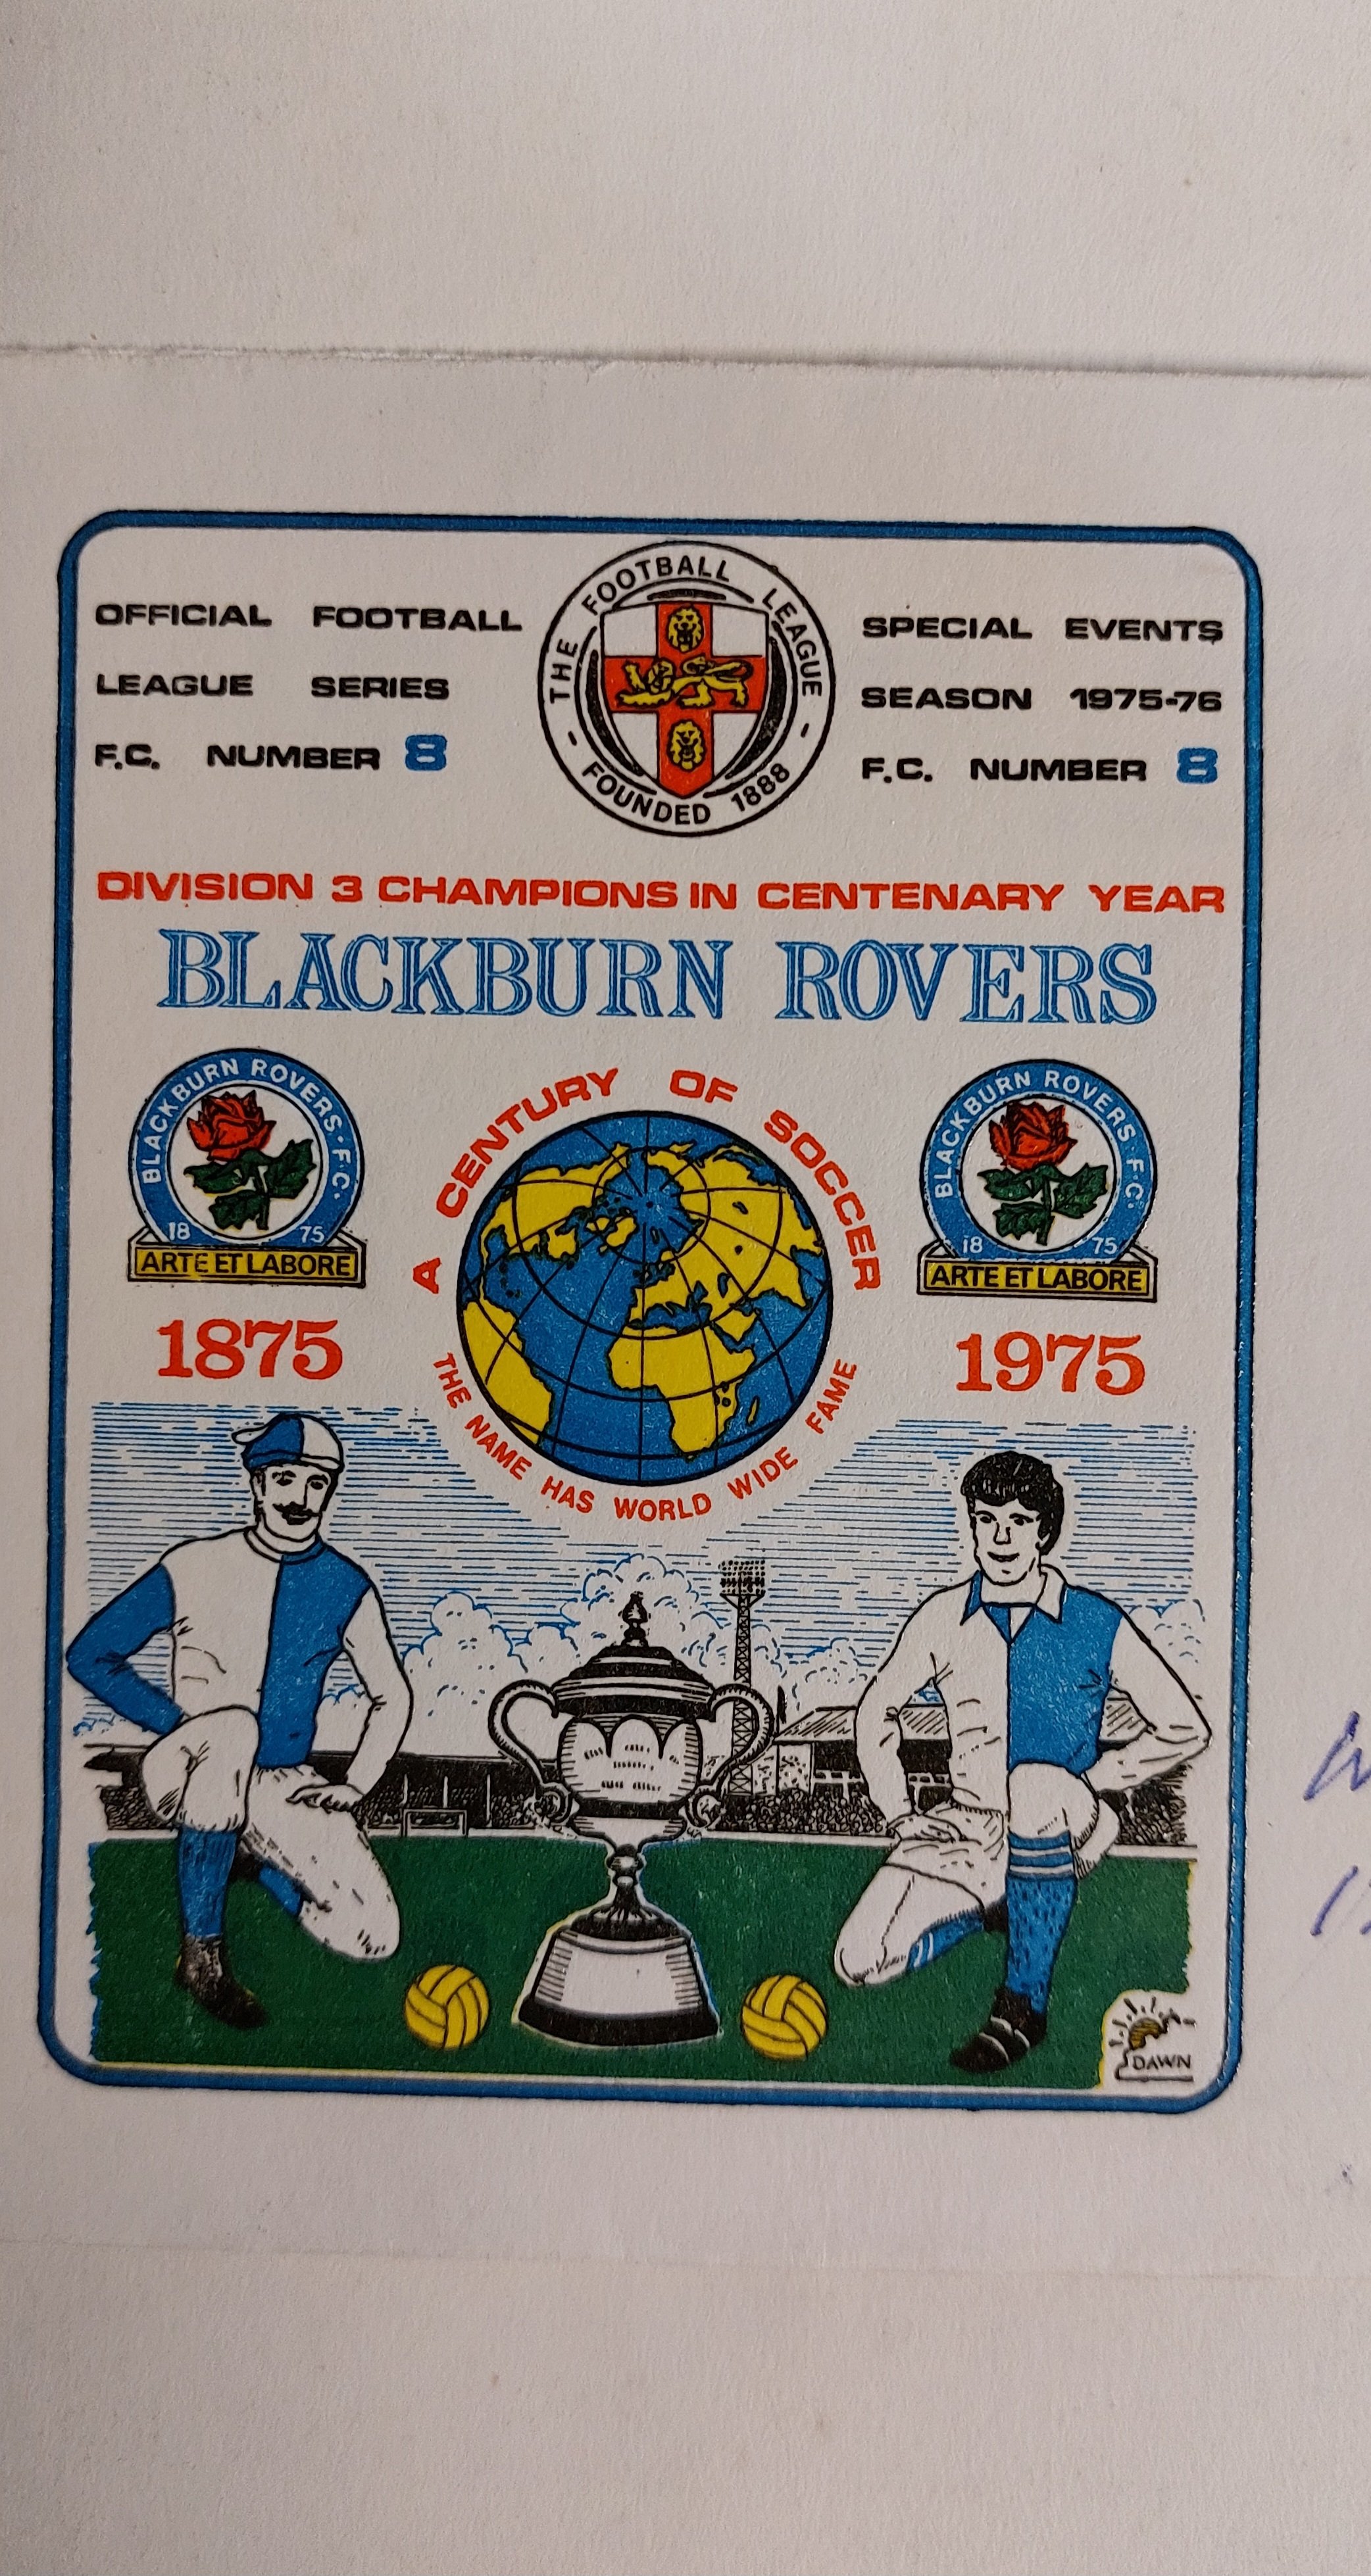 OFFICIAL FOOTBALL
LEAGUE SERIES
F.C. NUMBER 8
THE FOOTBALL LEAGUE
- FOUNDED 1888 -
SPECIAL EVENTS
SEASON 1975-76
F.C. NUMBER 8
DIVISION 3 CHAMPIONS IN CENTENARY YEAR
BLACKBURN ROVERS
BLACKBURN ROVERS·F.C.
18 75
ARTE ET LABORE
1875
A CENTURY OF SOCCER
THE NAME HAS WORLD WIDE FAME
BLACKBURN ROVERS F.C.
18 75
ARTE ET LABORE
1975
DAWN